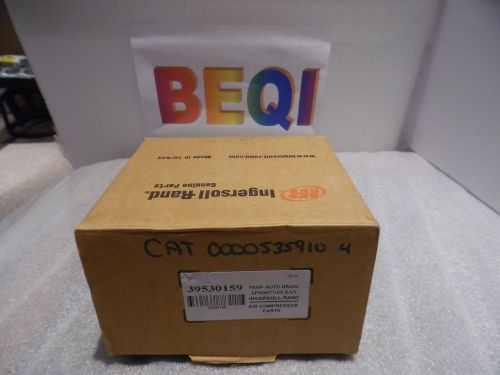 BEQI
www.ingersoll-rand.com
Made in Turkey
IR Ingersoll-Rand®
Genuine Parts
CAT 0000535910 4
39530159
TRAP- AUTO DRAIN
INGERSOLL-RAND
AIR COMPRESSOR
PARTS